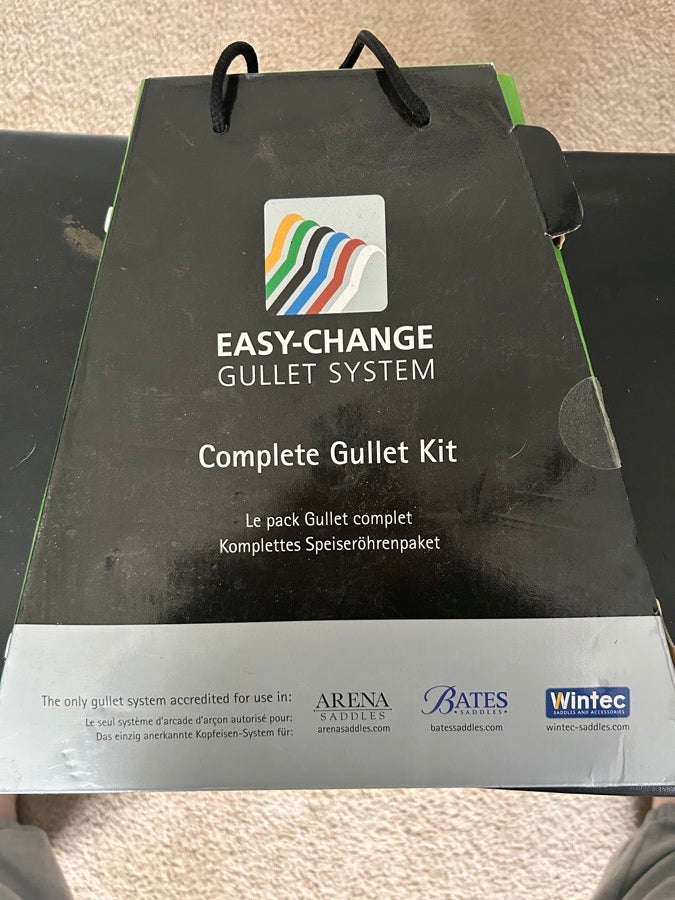 EASY-CHANGE
GULLET SYSTEM
Complete Gullet Kit
Le pack Gullet complet
Komplettes Speiseröhrenpaket
The only gullet system accredited for use in:
Le seul système d'arcade d'arçon autorisé pour:
Das einzig anerkannte Kopfeisen-System für:
ARENA
SADDLES
arenasaddles.com
BATES
SADDLES
batessaddles.com
Wintec
SADDLES AND ACCESSORIES
wintec-saddles.com